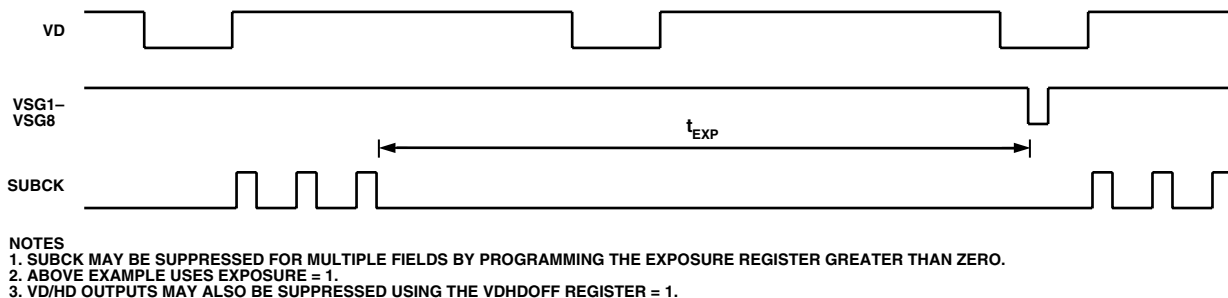 VD
VSG1–
VSG8
tEXP
SUBCK
NOTES
1. SUBCK MAY BE SUPPRESSED FOR MULTIPLE FIELDS BY PROGRAMMING THE EXPOSURE REGISTER GREATER THAN ZERO.
2. ABOVE EXAMPLE USES EXPOSURE = 1.
3. VD/HD OUTPUTS MAY ALSO BE SUPPRESSED USING THE VDHDOFF REGISTER = 1.